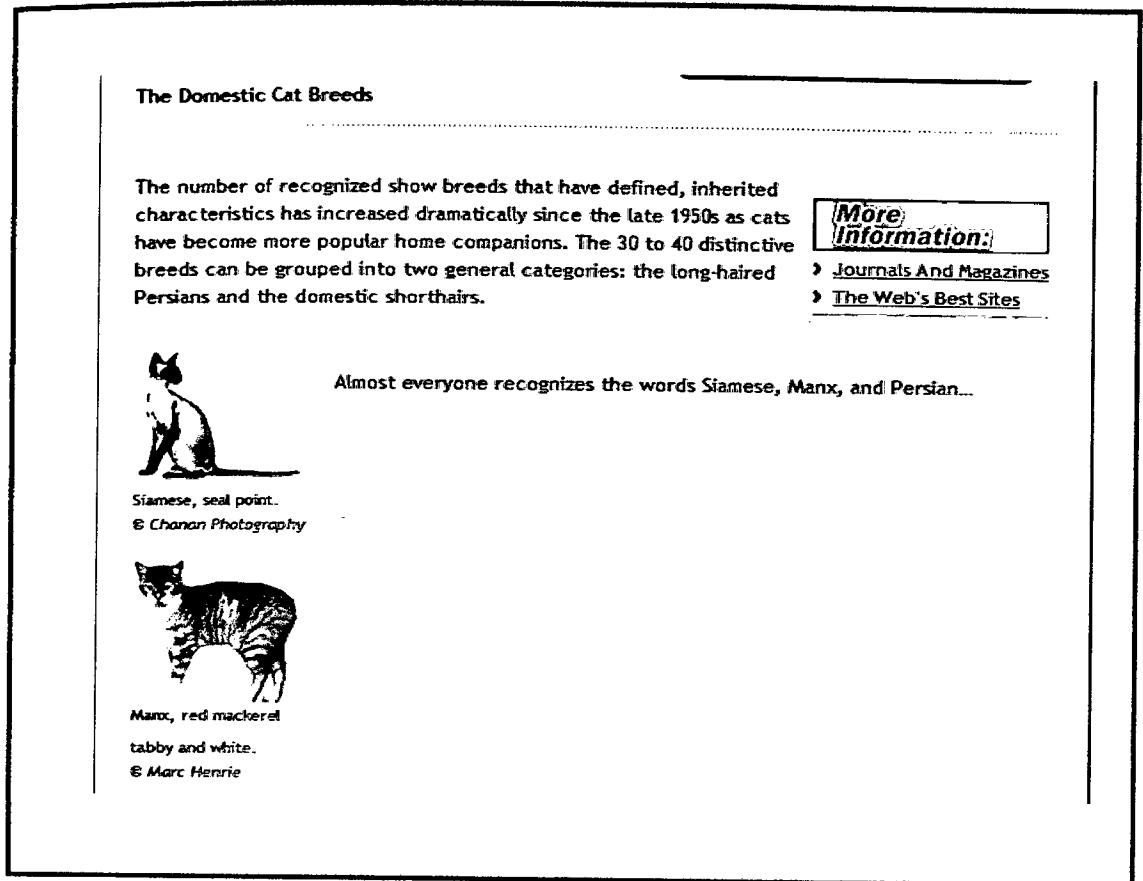 The Domestic Cat Breeds
The number of recognized show breeds that have defined, inherited
characteristics has increased dramatically since the late 1950s as cats
have become more popular home companions. The 30 to 40 distinctive
breeds can be grouped into two general categories: the long-haired
Persians and the domestic shorthairs.
More
Information:
› Journals And Magazines
› The Web's Best Sites
Almost everyone recognizes the words Siamese, Manx, and Persian...
Siamese, seal point.
© Chanan Photography
Manx, red mackerel
tabby and white.
© Marc Henrie